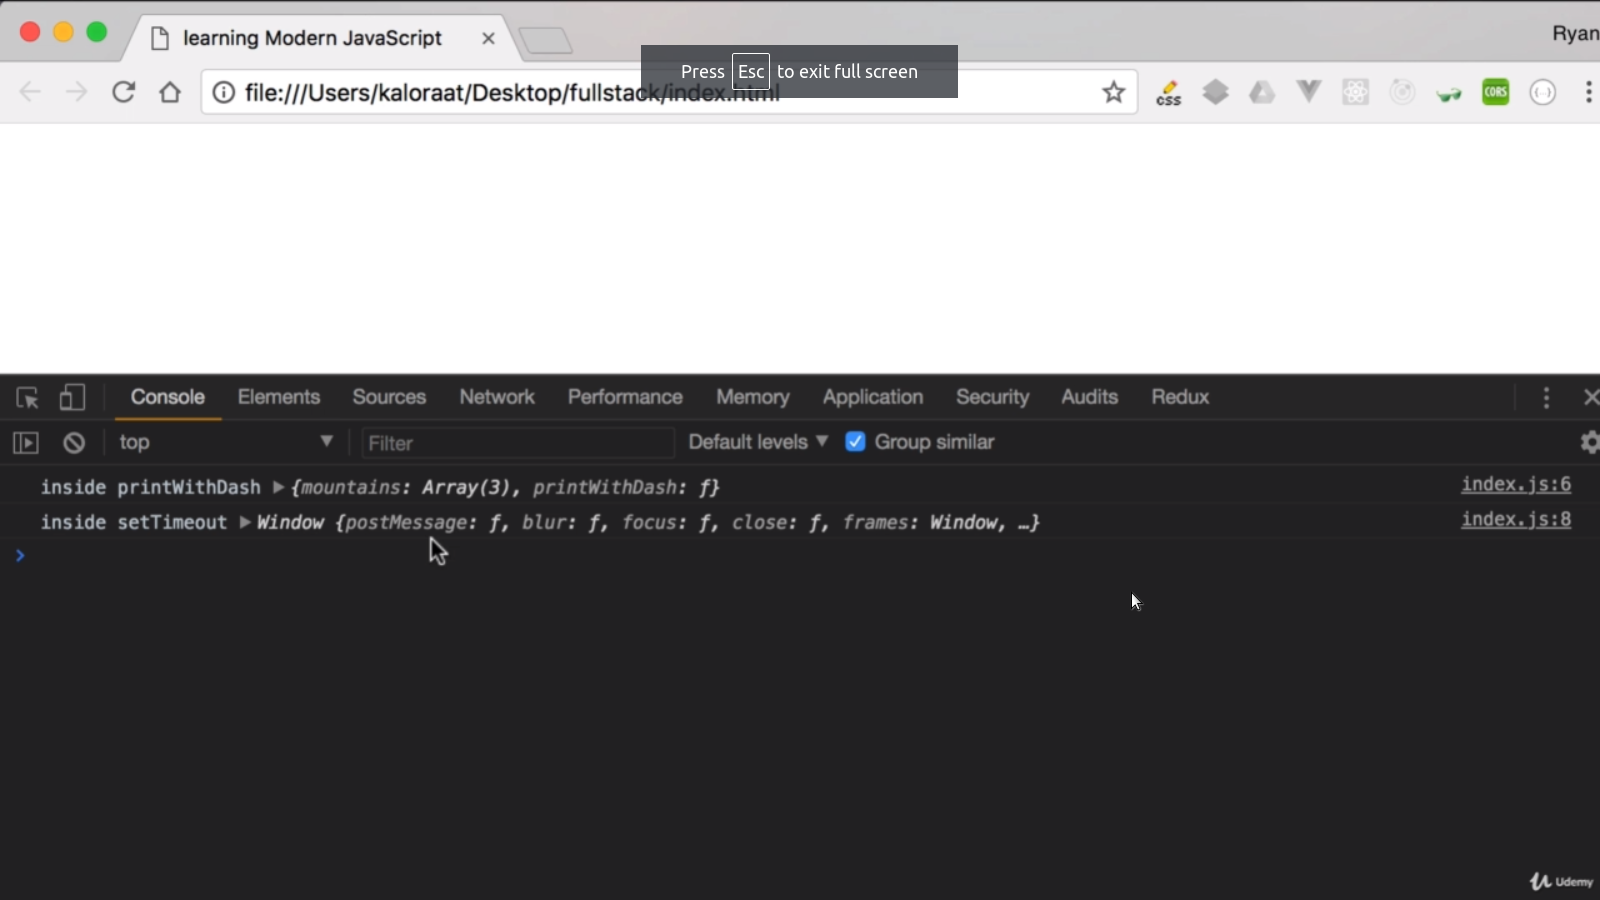 learning Modern JavaScript
Ryan
Press Esc to exit full screen
file:///Users/kaloraat/Desktop/fullstack/index.html
css
CORS
Console Elements Sources Network Performance Memory Application Security Audits Redux
top Filter Default levels Group similar
inside printWithDash ▶{mountains: Array(3), printWithDash: ƒ} index.js:6
inside setTimeout ▶Window {postMessage: ƒ, blur: ƒ, focus: ƒ, close: ƒ, frames: Window, …} index.js:8
Udemy